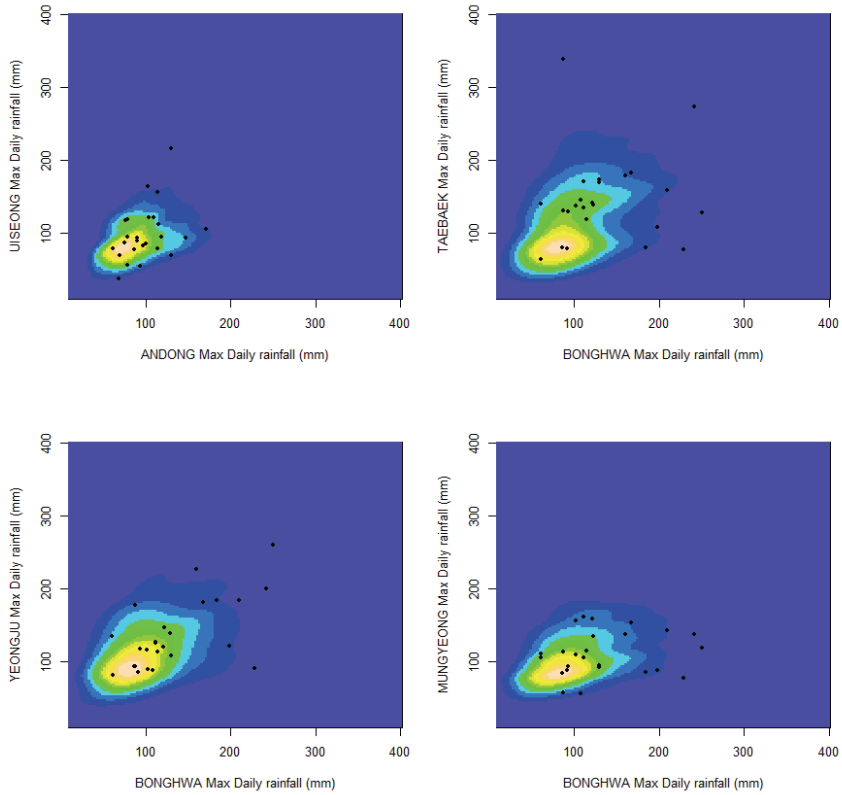 400
300
200
100
UISEONG Max Daily rainfall (mm)
100 200 300 400
ANDONG Max Daily rainfall (mm)
400
300
200
100
TAEBAEK Max Daily rainfall (mm)
100 200 300 400
BONGHWA Max Daily rainfall (mm)
400
300
200
100
YEONGJU Max Daily rainfall (mm)
100 200 300 400
BONGHWA Max Daily rainfall (mm)
400
300
200
100
MUNGYEONG Max Daily rainfall (mm)
100 200 300 400
BONGHWA Max Daily rainfall (mm)